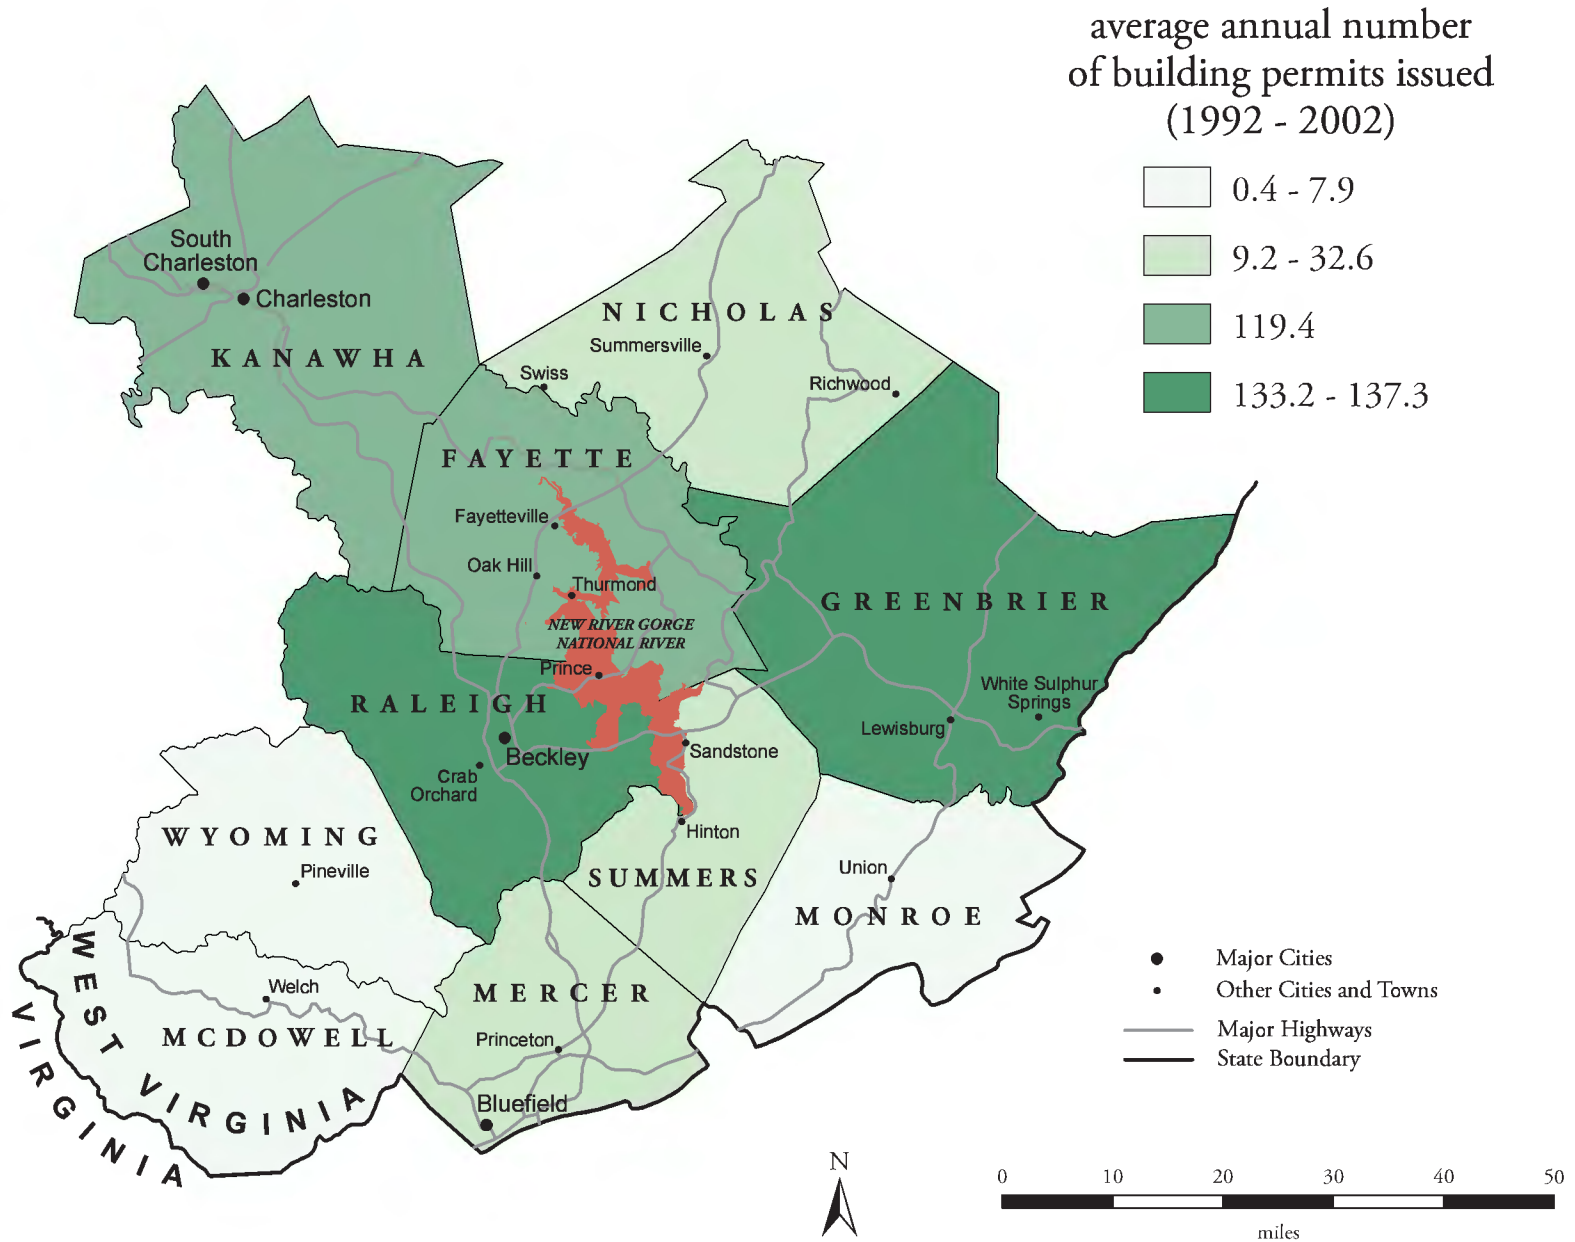 average annual number
of building permits issued
(1992 - 2002)
0.4 - 7.9
9.2 - 32.6
119.4
133.2 - 137.3
South
Charleston
Charleston
KANAWHA
NICHOLAS
Summersville
Swiss
Richwood
FAYETTE
Fayetteville
Oak Hill
Thurmond
NEW RIVER GORGE
NATIONAL RIVER
Prince
GREENBRIER
White Sulphur
Springs
Lewisburg
RALEIGH
Beckley
Crab
Orchard
Sandstone
Hinton
SUMMERS
WYOMING
Pineville
Union
MONROE
WEST VIRGINIA
VIRGINIA
Welch
MCDOWELL
MERCER
Princeton
Bluefield
Major Cities
Other Cities and Towns
Major Highways
State Boundary
N
0 10 20 30 40 50
miles